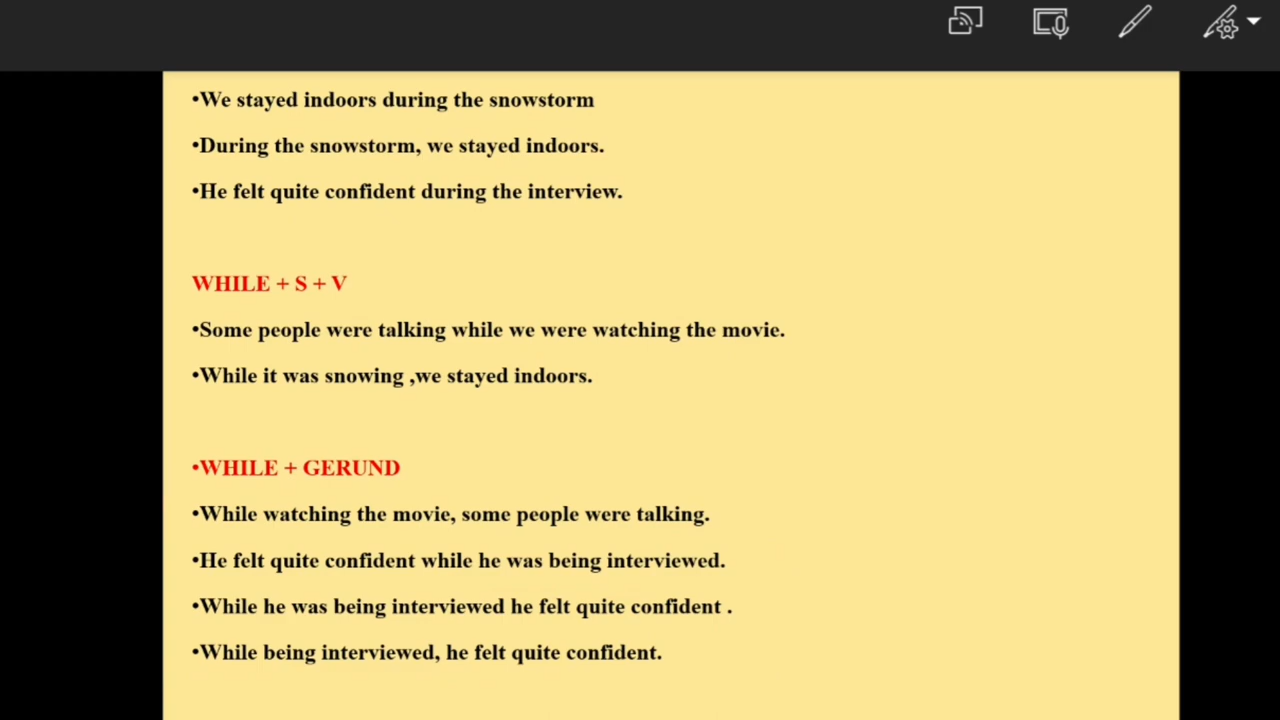 •We stayed indoors during the snowstorm
•During the snowstorm, we stayed indoors.
•He felt quite confident during the interview.
WHILE + S + V
•Some people were talking while we were watching the movie.
•While it was snowing ,we stayed indoors.
•WHILE + GERUND
•While watching the movie, some people were talking.
•He felt quite confident while he was being interviewed.
•While he was being interviewed he felt quite confident .
•While being interviewed, he felt quite confident.